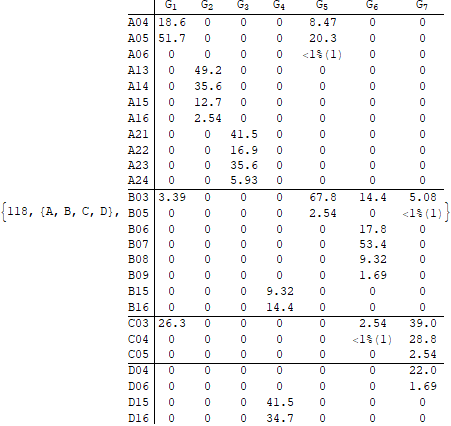 G1 G2 G3 G4 G5 G6 G7
A04 18.6 0 0 0 8.47 0 0
A05 51.7 0 0 0 20.3 0 0
A06 0 0 0 0 <1%(1) 0 0
A13 0 49.2 0 0 0 0 0
A14 0 35.6 0 0 0 0 0
A15 0 12.7 0 0 0 0 0
A16 0 2.54 0 0 0 0 0
A21 0 0 41.5 0 0 0 0
A22 0 0 16.9 0 0 0 0
A23 0 0 35.6 0 0 0 0
A24 0 0 5.93 0 0 0 0
B03 3.39 0 0 0 67.8 14.4 5.08
{118, {A, B, C, D}, B05 0 0 0 0 2.54 0 <1%(1)}
B06 0 0 0 0 0 17.8 0
B07 0 0 0 0 0 53.4 0
B08 0 0 0 0 0 9.32 0
B09 0 0 0 0 0 1.69 0
B15 0 0 0 9.32 0 0 0
B16 0 0 0 14.4 0 0 0
C03 26.3 0 0 0 0 2.54 39.0
C04 0 0 0 0 0 <1%(1) 28.8
C05 0 0 0 0 0 0 2.54
D04 0 0 0 0 0 0 22.0
D06 0 0 0 0 0 0 1.69
D15 0 0 0 41.5 0 0 0
D16 0 0 0 34.7 0 0 0